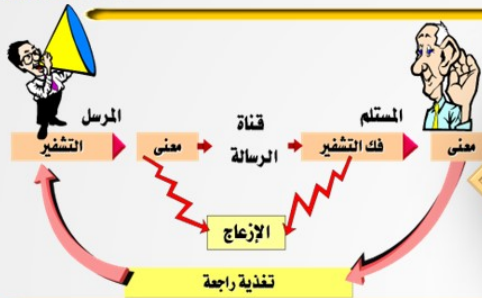 المرسل
المستلم
قناة
الرسالة
التشفير
معنى
فك التشفير
معنى
الإزعاج
تغذية راجعة